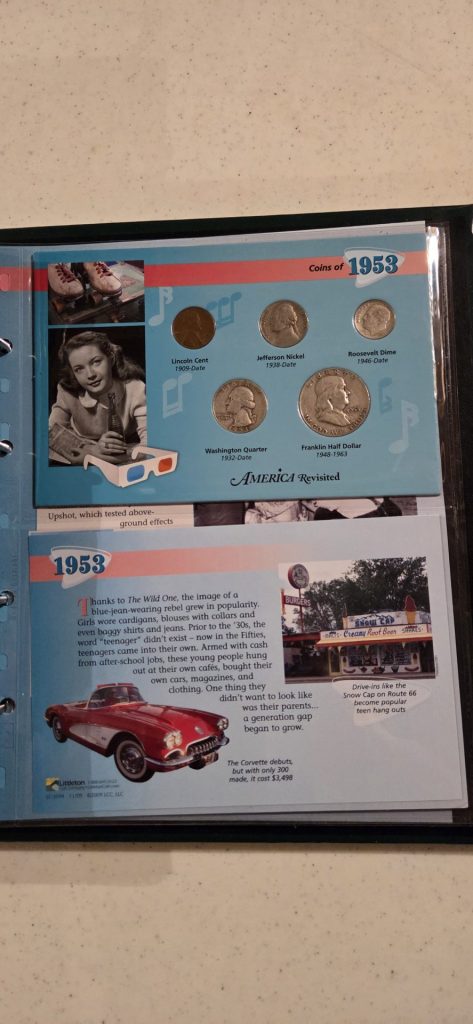 Coins of 1953
Lincoln Cent
1909-Date
Jefferson Nickel
1938-Date
Roosevelt Dime
1946-Date
Washington Quarter
1932-Date
Franklin Half Dollar
1948-1963
AMERICA Revisited
Upshot, which tested above-
ground effects
1953
Thanks to The Wild One, the image of a
blue-jean-wearing rebel grew in popularity.
Girls wore cardigans, blouses with collars and
even baggy shirts and jeans. Prior to the '50s, the
word "teenager" didn't exist – now in the Fifties,
teenagers came into their own. Armed with cash
from after-school jobs, these young people hung
out at their own cafés, bought their
own cars, magazines, and
clothing. One thing they
didn't want to look like
was their parents...
a generation gap
began to grow.
BURGERS
Snow Cap
Creamy Root Beer
Drive-ins like the
Snow Cap on Route 66
become popular
teen hang outs
The Corvette debuts,
but with only 300
made, it cost $3,498
Littleton